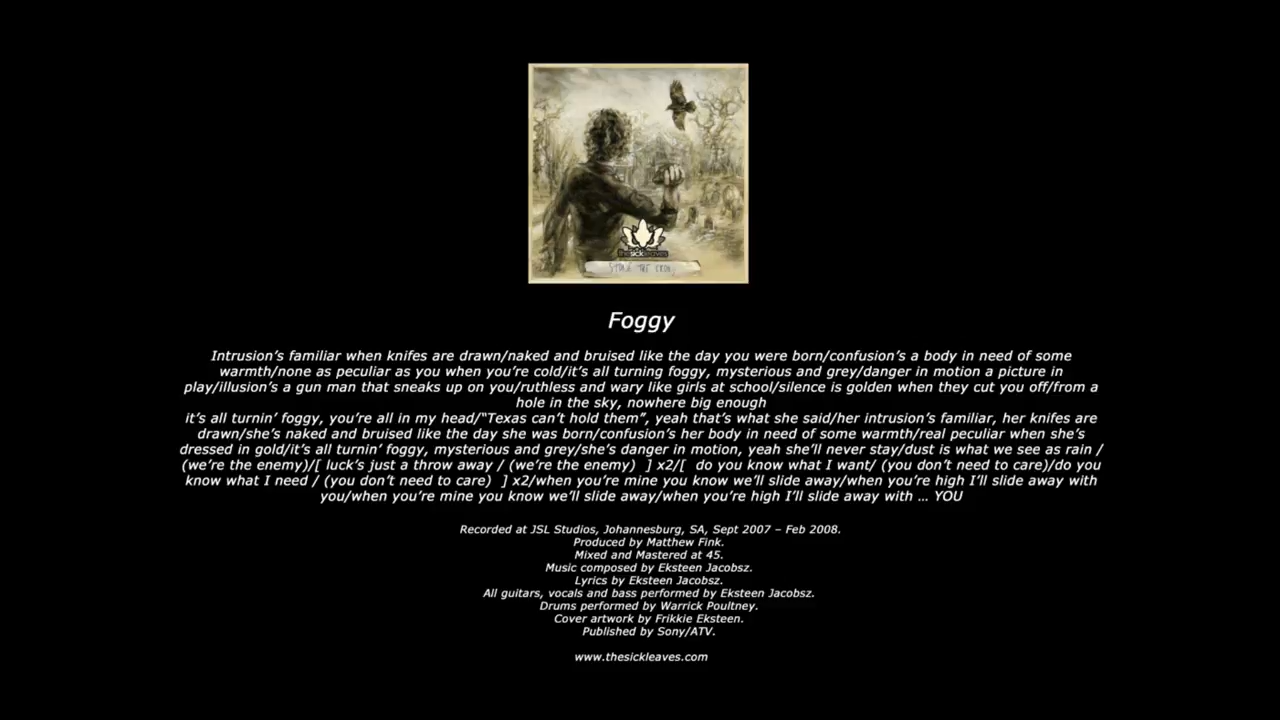 thesickleaves
STONE THE CROW
Foggy
Intrusion's familiar when knifes are drawn/naked and bruised like the day you were born/confusion's a body in need of some
warmth/none as peculiar as you when you're cold/it's all turning foggy, mysterious and grey/danger in motion a picture in
play/illusion's a gun man that sneaks up on you/ruthless and wary like girls at school/silence is golden when they cut you off/from a
hole in the sky, nowhere big enough
it's all turnin' foggy, you're all in my head/"Texas can't hold them", yeah that's what she said/her intrusion's familiar, her knifes are
drawn/she's naked and bruised like the day she was born/confusion's her body in need of some warmth/real peculiar when she's
dressed in gold/it's all turnin' foggy, mysterious and grey/she's danger in motion, yeah she'll never stay/dust is what we see as rain /
(we're the enemy)/[ luck's just a throw away / (we're the enemy)  ] x2/[  do you know what I want/ (you don't need to care)/do you
know what I need / (you don't need to care)  ] x2/when you're mine you know we'll slide away/when you're high I'll slide away with
you/when you're mine you know we'll slide away/when you're high I'll slide away with ... YOU
Recorded at JSL Studios, Johannesburg, SA, Sept 2007 – Feb 2008.
Produced by Matthew Fink.
Mixed and Mastered at 45.
Music composed by Eksteen Jacobsz.
Lyrics by Eksteen Jacobsz.
All guitars, vocals and bass performed by Eksteen Jacobsz.
Drums performed by Warrick Poultney.
Cover artwork by Frikkie Eksteen.
Published by Sony/ATV.
www.thesickleaves.com